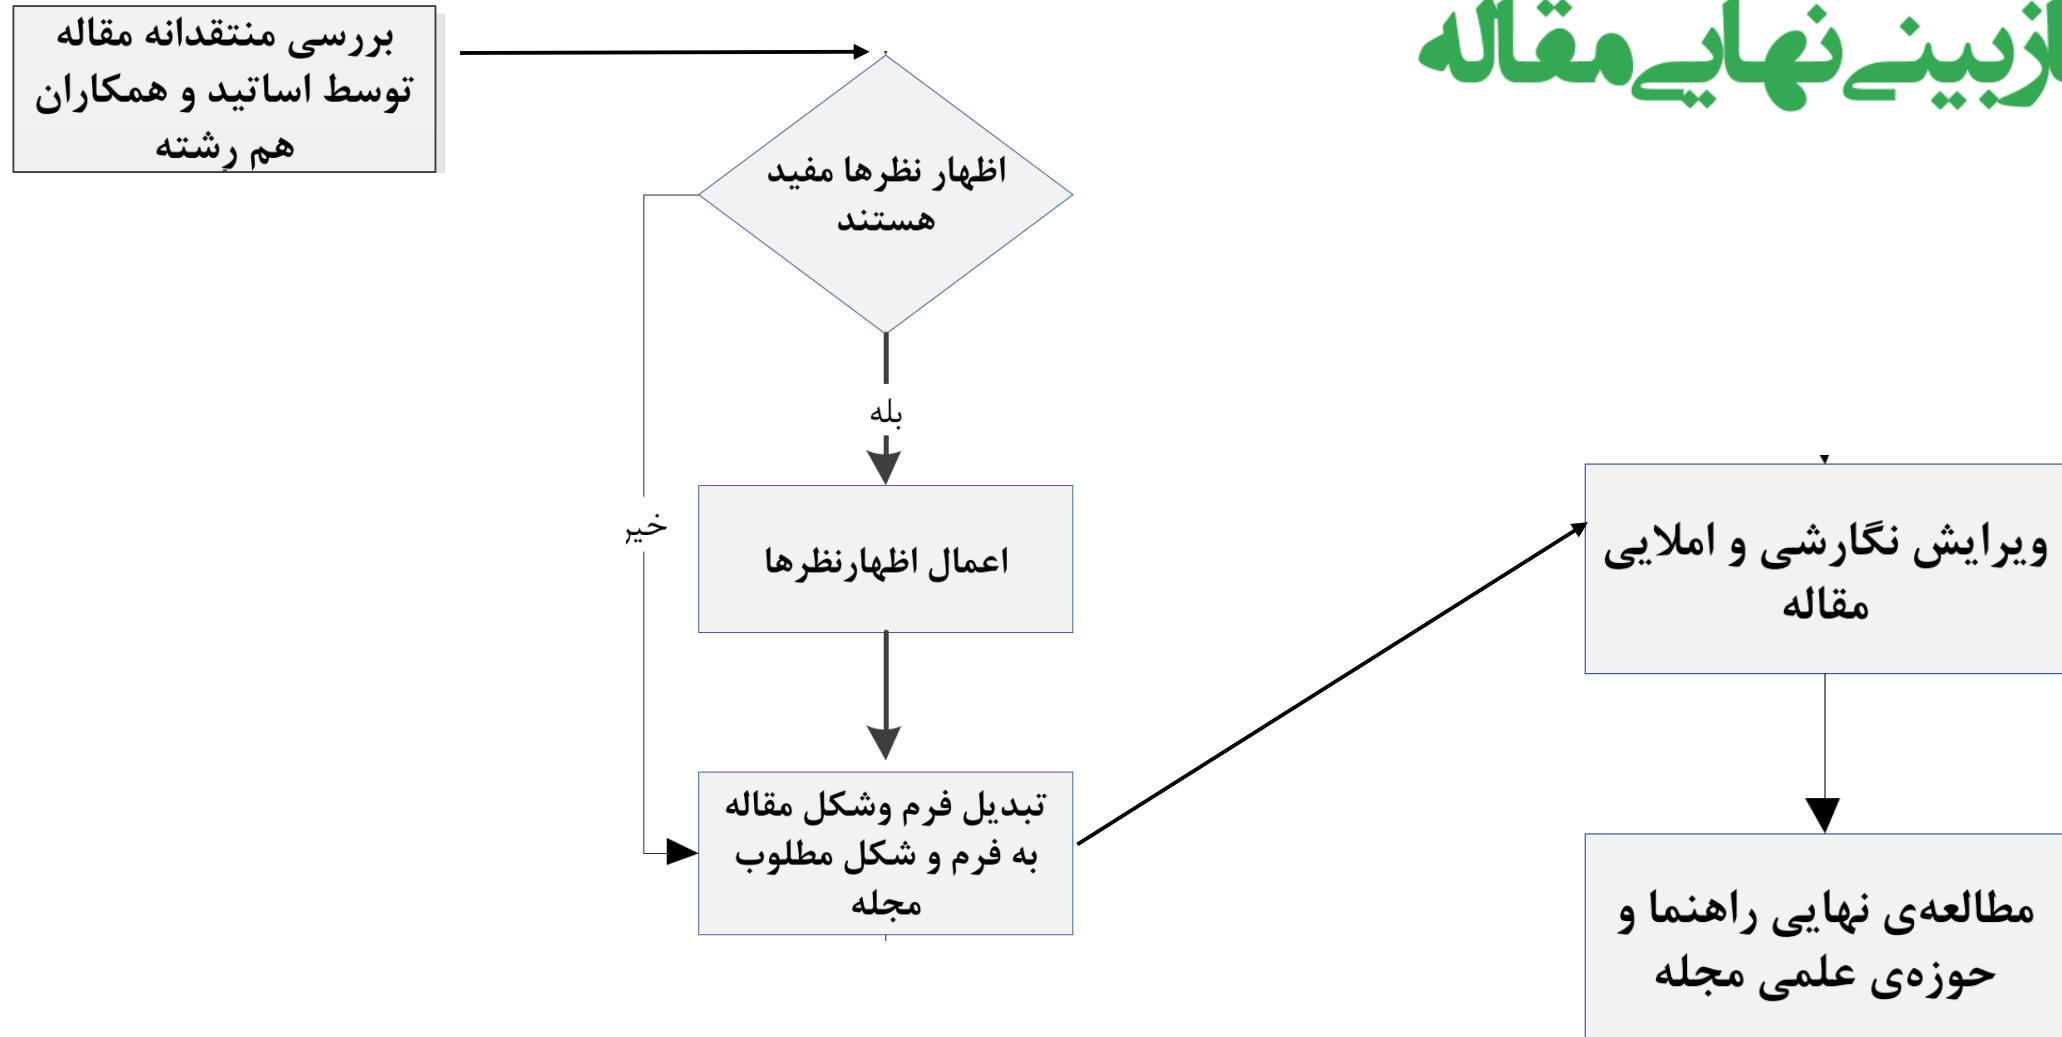 ازبینی نهایی مقاله
بررسی منتقدانه مقاله
توسط اساتید و همکاران
هم رشته
اظهار نظرها مفید
هستند
بله
خیر
اعمال اظهارنظرها
تبدیل فرم وشکل مقاله
به فرم و شکل مطلوب
مجله
ویرایش نگارشی و املایی
مقاله
مطالعه‌ی نهایی راهنما و
حوزه‌ی علمی مجله